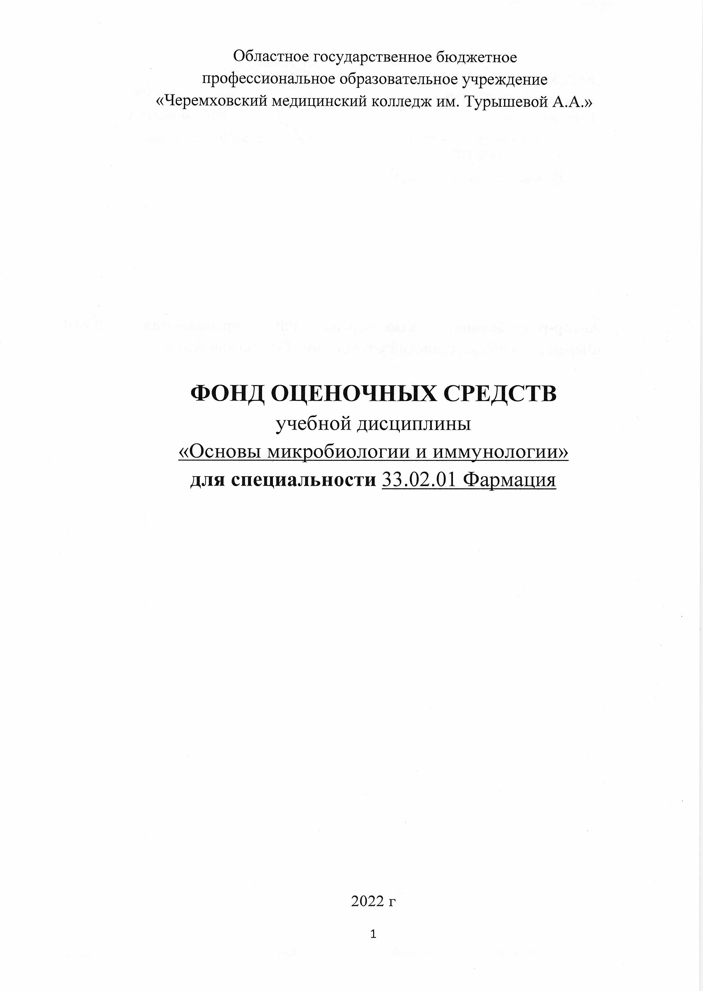 Областное государственное бюджетное
профессиональное образовательное учреждение
«Черемховский медицинский колледж им. Турышевой А.А.»
ФОНД ОЦЕНОЧНЫХ СРЕДСТВ
учебной дисциплины
«Основы микробиологии и иммунологии»
для специальности 33.02.01 Фармация
2022 г
1